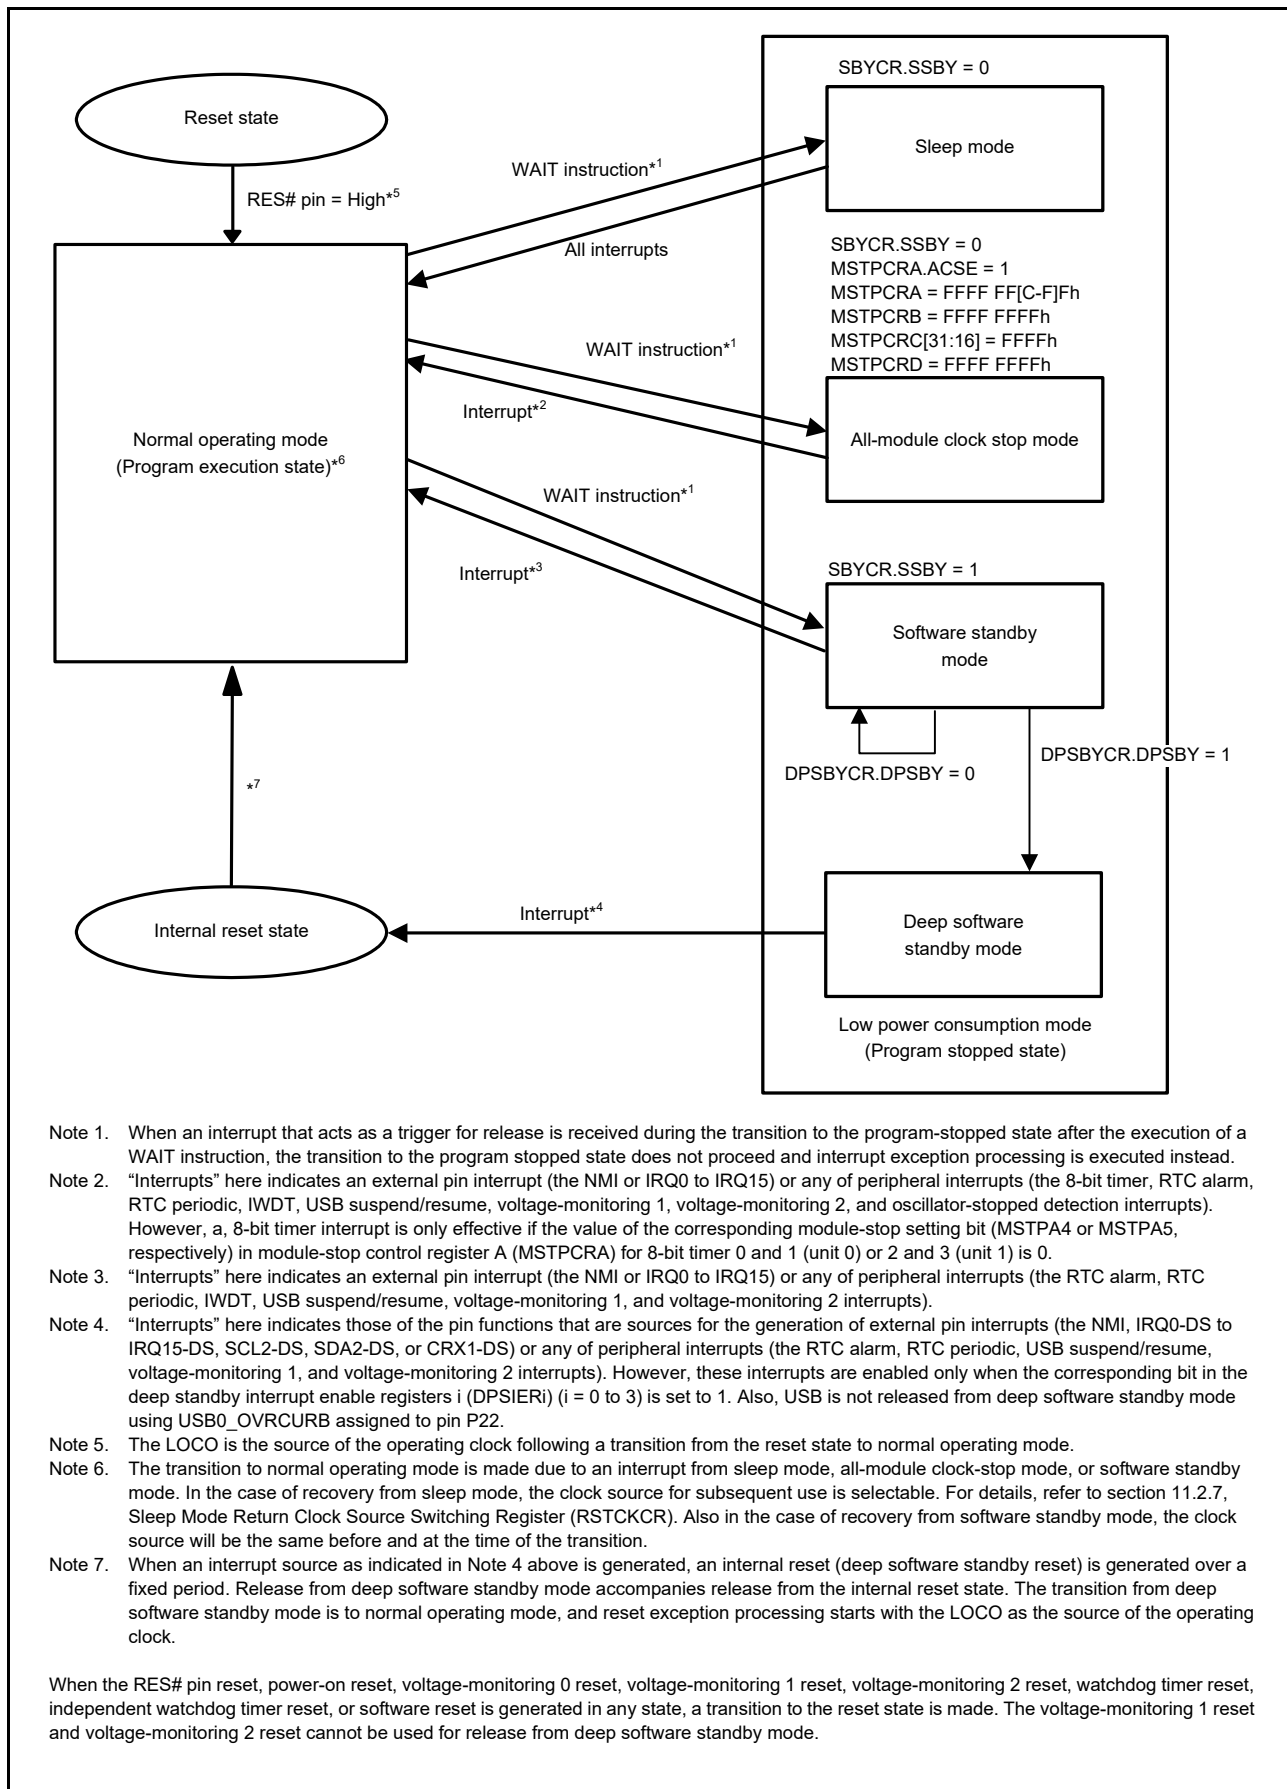 SBYCR.SSBY = 0
Reset state
Sleep mode
WAIT instruction*1
RES# pin = High*5
All interrupts
SBYCR.SSBY = 0
MSTPCRA.ACSE = 1
MSTPCRA = FFFF FF[C-F]Fh
MSTPCRB = FFFF FFFFh
MSTPCRC[31:16] = FFFFh
MSTPCRD = FFFF FFFFh
WAIT instruction*1
Interrupt*2
All-module clock stop mode
Normal operating mode
(Program execution state)*6
WAIT instruction*1
Interrupt*3
SBYCR.SSBY = 1
Software standby
mode
DPSBYCR.DPSBY = 0
DPSBYCR.DPSBY = 1
*7
Internal reset state
Interrupt*4
Deep software
standby mode
Low power consumption mode
(Program stopped state)
Note 1. When an interrupt that acts as a trigger for release is received during the transition to the program-stopped state after the execution of a
WAIT instruction, the transition to the program stopped state does not proceed and interrupt exception processing is executed instead.
Note 2. “Interrupts” here indicates an external pin interrupt (the NMI or IRQ0 to IRQ15) or any of peripheral interrupts (the 8-bit timer, RTC alarm,
RTC periodic, IWDT, USB suspend/resume, voltage-monitoring 1, voltage-monitoring 2, and oscillator-stopped detection interrupts).
However, a, 8-bit timer interrupt is only effective if the value of the corresponding module-stop setting bit (MSTPA4 or MSTPA5,
respectively) in module-stop control register A (MSTPCRA) for 8-bit timer 0 and 1 (unit 0) or 2 and 3 (unit 1) is 0.
Note 3. “Interrupts” here indicates an external pin interrupt (the NMI or IRQ0 to IRQ15) or any of peripheral interrupts (the RTC alarm, RTC
periodic, IWDT, USB suspend/resume, voltage-monitoring 1, and voltage-monitoring 2 interrupts).
Note 4. “Interrupts” here indicates those of the pin functions that are sources for the generation of external pin interrupts (the NMI, IRQ0-DS to
IRQ15-DS, SCL2-DS, SDA2-DS, or CRX1-DS) or any of peripheral interrupts (the RTC alarm, RTC periodic, USB suspend/resume,
voltage-monitoring 1, and voltage-monitoring 2 interrupts). However, these interrupts are enabled only when the corresponding bit in the
deep standby interrupt enable registers i (DPSIERi) (i = 0 to 3) is set to 1. Also, USB is not released from deep software standby mode
using USB0_OVRCURB assigned to pin P22.
Note 5. The LOCO is the source of the operating clock following a transition from the reset state to normal operating mode.
Note 6. The transition to normal operating mode is made due to an interrupt from sleep mode, all-module clock-stop mode, or software standby
mode. In the case of recovery from sleep mode, the clock source for subsequent use is selectable. For details, refer to section 11.2.7,
Sleep Mode Return Clock Source Switching Register (RSTCKCR). Also in the case of recovery from software standby mode, the clock
source will be the same before and at the time of the transition.
Note 7. When an interrupt source as indicated in Note 4 above is generated, an internal reset (deep software standby reset) is generated over a
fixed period. Release from deep software standby mode accompanies release from the internal reset state. The transition from deep
software standby mode is to normal operating mode, and reset exception processing starts with the LOCO as the source of the operating
clock.
When the RES# pin reset, power-on reset, voltage-monitoring 0 reset, voltage-monitoring 1 reset, voltage-monitoring 2 reset, watchdog timer reset,
independent watchdog timer reset, or software reset is generated in any state, a transition to the reset state is made. The voltage-monitoring 1 reset
and voltage-monitoring 2 reset cannot be used for release from deep software standby mode.